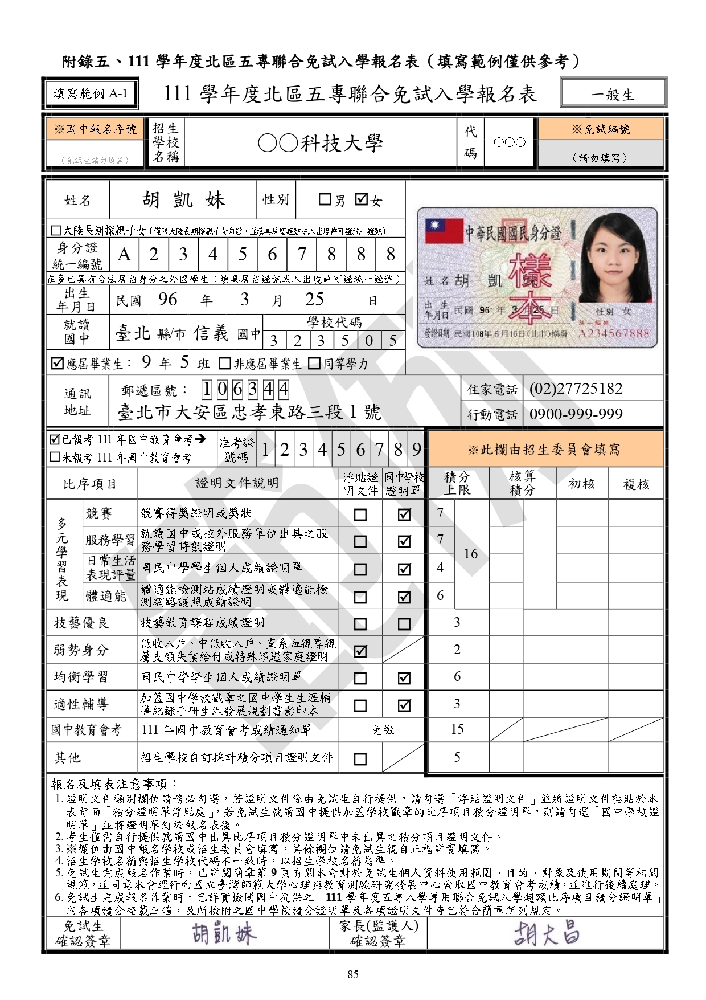 附錄五、111 學年度北區五專聯合免試入學報名表（填寫範例僅供參考）
填寫範例 A-1
111 學年度北區五專聯合免試入學報名表
一般生
※國中報名序號
（免試生請勿填寫）
招生學校名稱
○○科技大學
代碼
○○○
※免試編號
（請勿填寫）
姓名
胡 凱 妹
性別
□男 ☑女
□大陸長期探親子女（僅限大陸長期探親子女勾選，並填具居留證號或入出境許可證統一證號）
身分證
統一編號
A 2 3 4 5 6 7 8 8 8
在臺已具有合法居留身分之外國學生（填具居留證號或入出境許可證統一證號）
出生
年月日
民國 96 年 3 月 25 日
就讀
國中
臺北 縣/市 信義 國中
學校代碼
3 2 3 5 0 5
☑應屆畢業生： 9 年 5 班 □非應屆畢業生 □同等學力
中華民國國民身分證
樣本
姓名 胡 凱 妹
出生
年月日 民國 96 年 3 月 25 日
性別 女
發證日期 民國108年6月16日(北市)換發
統一編號
A234567888
通訊
地址
郵遞區號： 1 0 6 3 4 4
臺北市大安區忠孝東路三段 1 號
住家電話 (02)27725182
行動電話 0900-999-999
☑已報考 111 年國中教育會考➔
□未報考 111 年國中教育會考
准考證
號碼
1 2 3 4 5 6 7 8 9
※此欄由招生委員會填寫
比序項目
證明文件說明
浮貼證
明文件
國中學校
證明單
積分
上限
核算
積分
初核
複核
多元學習表現
競賽 競賽得獎證明或獎狀 □ ☑ 7
服務學習 就讀國中或校外服務單位出具之服
務學習時數證明 □ ☑ 7
16
日常生活
表現評量 國民中學學生個人成績證明單 □ ☑ 4
體適能 體適能檢測站成績證明或體適能檢
測網路護照成績證明 □ ☑ 6
技藝優良 技藝教育課程成績證明 □ □ 3
弱勢身分 低收入戶、中低收入戶、直系血親尊親
屬支領失業給付或特殊境遇家庭證明 ☑ 2
均衡學習 國民中學學生個人成績證明單 □ ☑ 6
適性輔導 加蓋國中學校戳章之國中學生生涯輔
導紀錄手冊生涯發展規劃書影印本 □ ☑ 3
國中教育會考 111 年國中教育會考成績通知單 免繳 15
其他 招生學校自訂採計積分項目證明文件 □ 5
範例
報名及填表注意事項：
1. 證明文件類別欄位請務必勾選，若證明文件係由免試生自行提供，請勾選「浮貼證明文件」並將證明文件黏貼於本
表背面「積分證明單浮貼處」，若免試生就讀國中提供加蓋學校戳章的比序項目積分證明單，則請勾選「國中學校證
明單」並將證明單釘於報名表後。
2. 考生僅需自行提供就讀國中出具比序項目積分證明單中未出具之積分項目證明文件。
3. ※欄位由國中報名學校或招生委員會填寫，其餘欄位請免試生親自正楷詳實填寫。
4. 招生學校名稱與招生學校代碼不一致時，以招生學校名稱為準。
5. 免試生完成報名作業時，已詳閱簡章第 9 頁有關本會對於免試生個人資料使用範圍、目的、對象及使用期間等相關
規範，並同意本會逕行向國立臺灣師範大學心理與教育測驗研究發展中心索取國中教育會考成績，並進行後續處理。
6. 免試生完成報名作業時，已詳實檢閱國中提供之「111 學年度五專入學專用聯合免試入學超額比序項目積分證明單」
內各項積分登載正確，及所檢附之國中學校積分證明單及各項證明文件皆已符合簡章所列規定。
免試生
確認簽章
胡凱妹
家長(監護人)
確認簽章
胡大昌
85